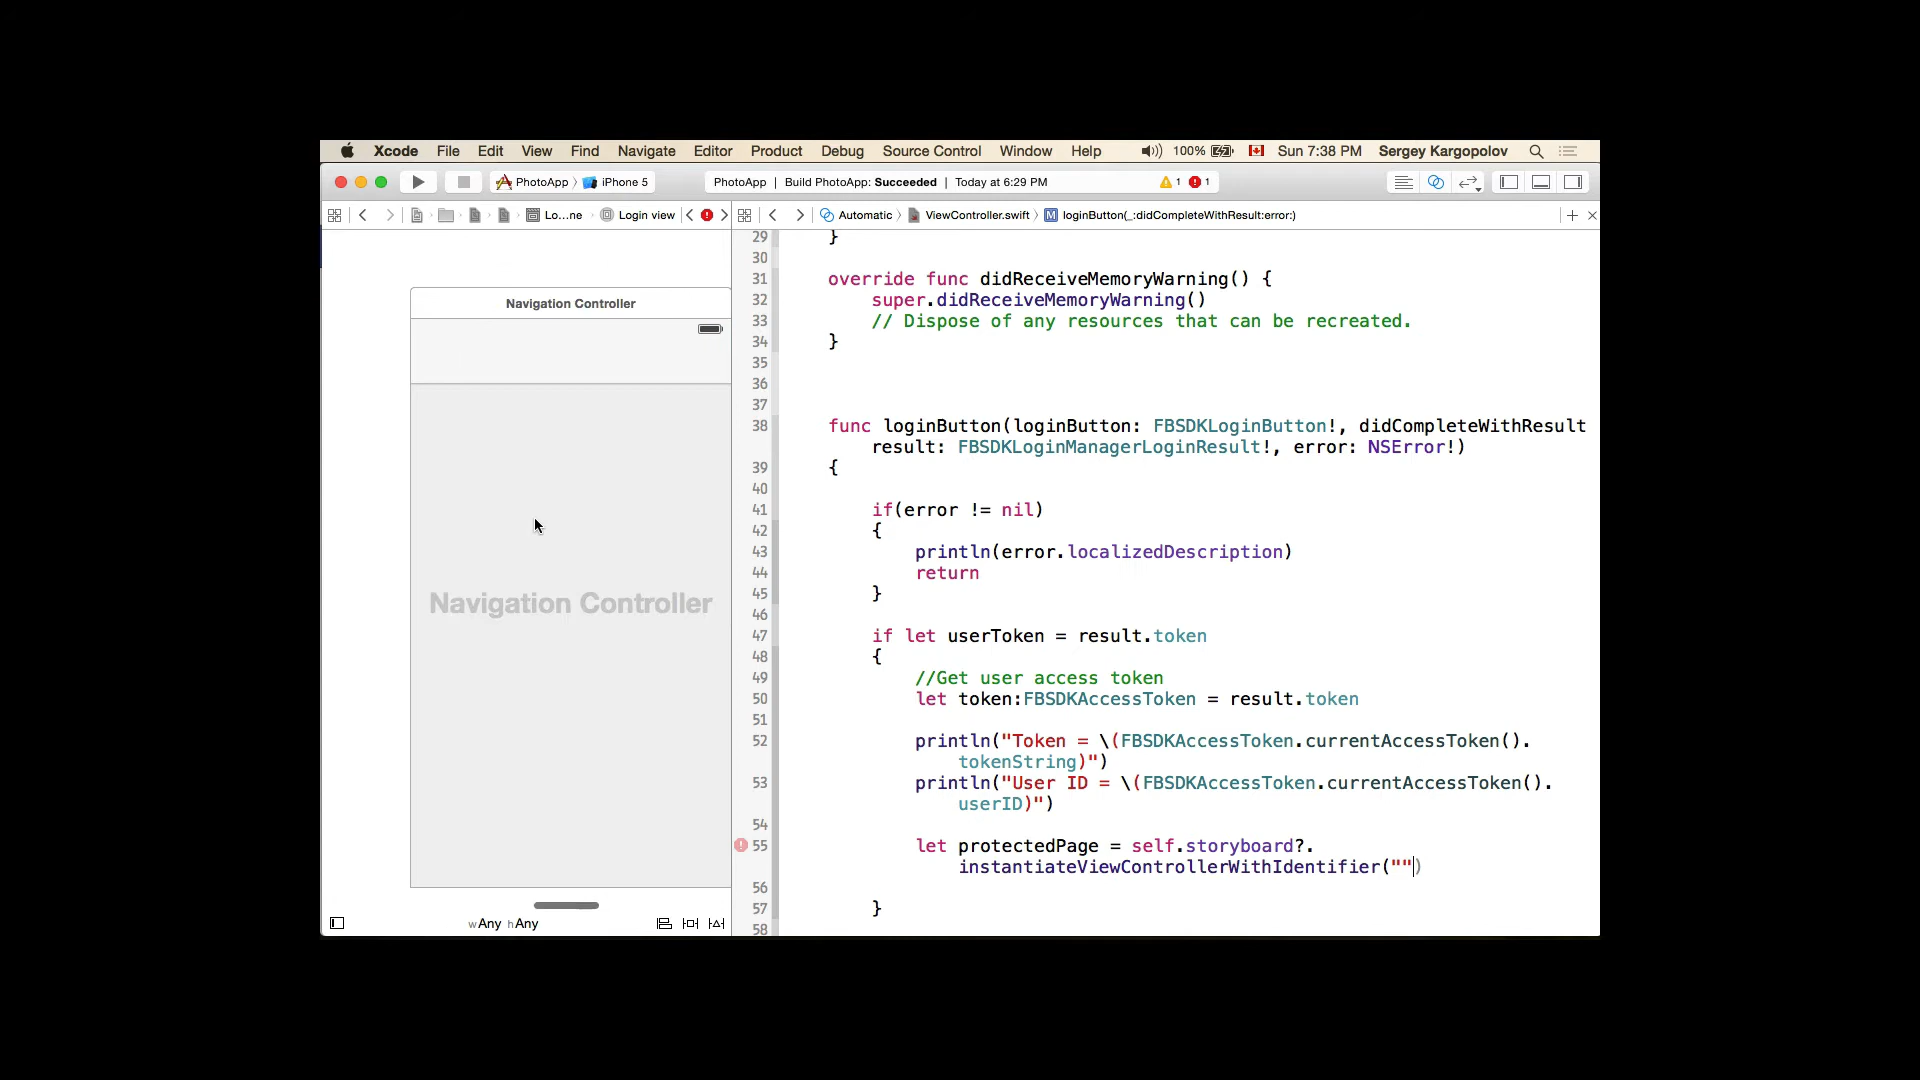 Xcode File Edit View Find Navigate Editor Product Debug Source Control Window Help 100% Sun 7:38 PM Sergey Kargopolov
PhotoApp iPhone 5 PhotoApp | Build PhotoApp: Succeeded | Today at 6:29 PM 1 1
Lo...ne Login view Automatic ViewController.swift M loginButton(_:didCompleteWithResult:error:)
Navigation Controller
Navigation Controller
wAny hAny
29 }
30
31 override func didReceiveMemoryWarning() {
32 super.didReceiveMemoryWarning()
33 // Dispose of any resources that can be recreated.
34 }
35
36
37
38 func loginButton(loginButton: FBSDKLoginButton!, didCompleteWithResult
result: FBSDKLoginManagerLoginResult!, error: NSError!)
39 {
40
41 if(error != nil)
42 {
43 println(error.localizedDescription)
44 return
45 }
46
47 if let userToken = result.token
48 {
49 //Get user access token
50 let token:FBSDKAccessToken = result.token
51
52 println("Token = \(FBSDKAccessToken.currentAccessToken().
tokenString)")
53 println("User ID = \(FBSDKAccessToken.currentAccessToken().
userID)")
54
55 let protectedPage = self.storyboard?.
instantiateViewControllerWithIdentifier("")
56
57 }
58